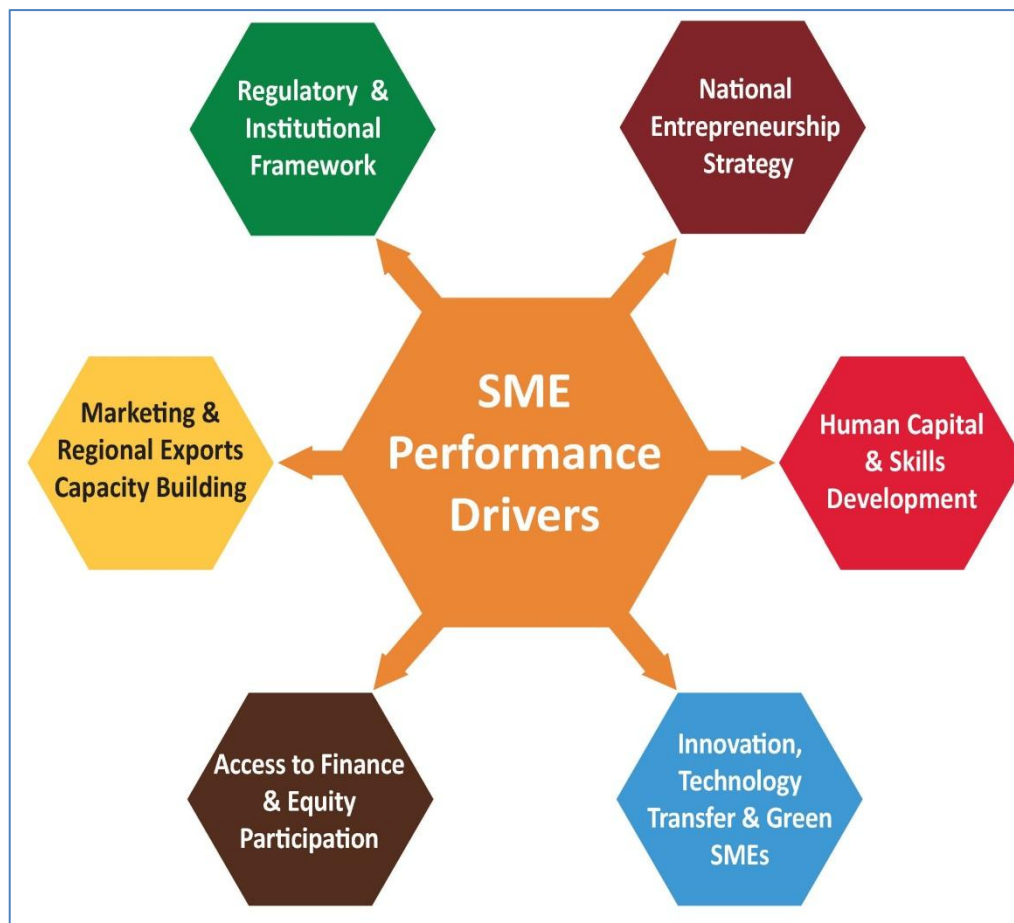 Regulatory &
Institutional
Framework
National
Entrepreneurship
Strategy
SME
Performance
Drivers
Marketing &
Regional Exports
Capacity Building
Human Capital
& Skills
Development
Access to Finance
& Equity
Participation
Innovation,
Technology
Transfer & Green
SMEs